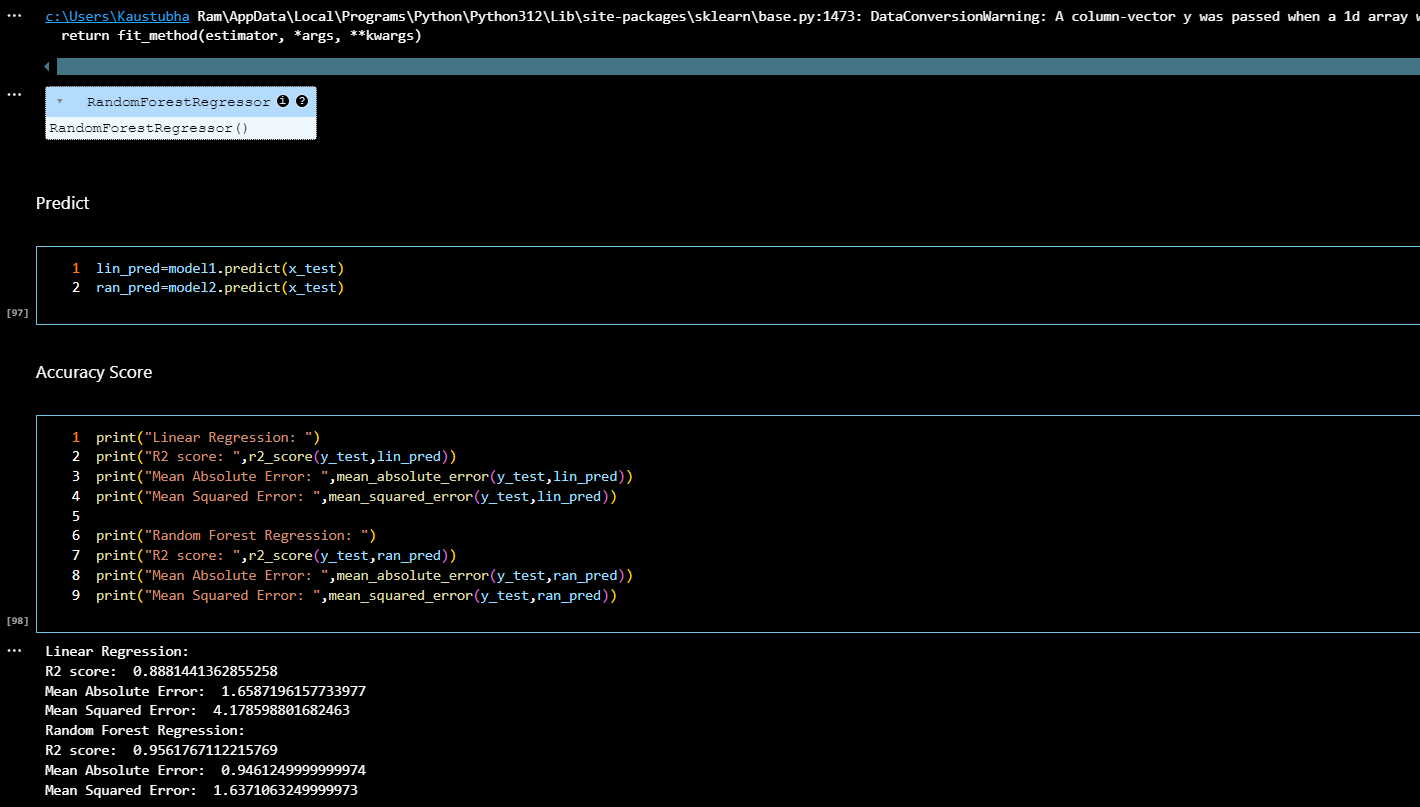 ... c:\Users\Kaustubha Ram\AppData\Local\Programs\Python\Python312\Lib\site-packages\sklearn\base.py:1473: DataConversionWarning: A column-vector y was passed when a 1d array
return fit_method(estimator, *args, **kwargs)
... RandomForestRegressor i ?
RandomForestRegressor()
Predict
1 lin_pred=model1.predict(x_test)
2 ran_pred=model2.predict(x_test)
[97]
Accuracy Score
1 print("Linear Regression: ")
2 print("R2 score: ",r2_score(y_test,lin_pred))
3 print("Mean Absolute Error: ",mean_absolute_error(y_test,lin_pred))
4 print("Mean Squared Error: ",mean_squared_error(y_test,lin_pred))
5
6 print("Random Forest Regression: ")
7 print("R2 score: ",r2_score(y_test,ran_pred))
8 print("Mean Absolute Error: ",mean_absolute_error(y_test,ran_pred))
9 print("Mean Squared Error: ",mean_squared_error(y_test,ran_pred))
[98]
... Linear Regression:
R2 score:  0.8881441362855258
Mean Absolute Error:  1.6587196157733977
Mean Squared Error:  4.178598801682463
Random Forest Regression:
R2 score:  0.9561767112215769
Mean Absolute Error:  0.9461249999999974
Mean Squared Error:  1.6371063249999973